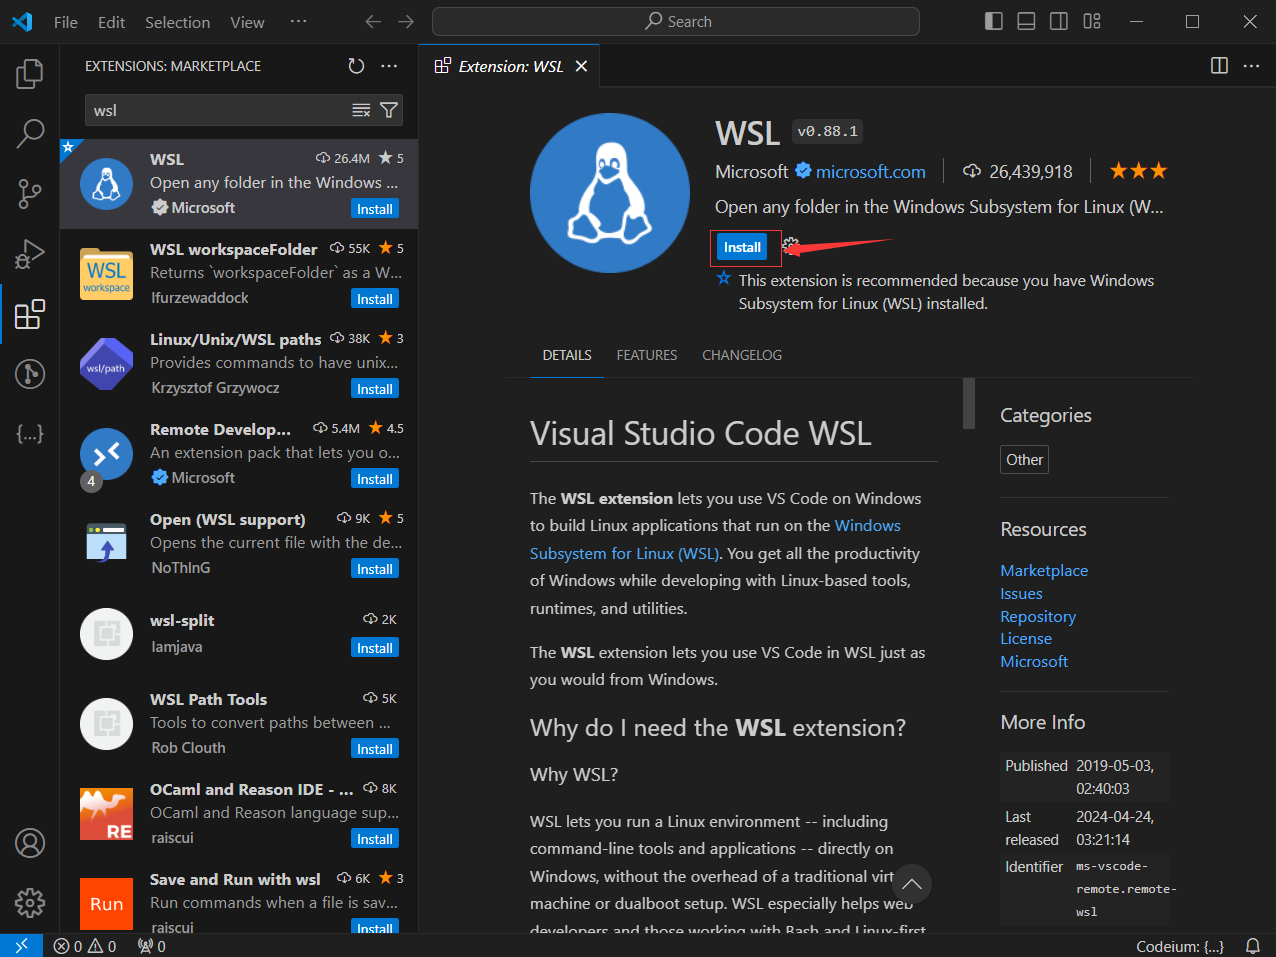 File Edit Selection View ··· Search
EXTENSIONS: MARKETPLACE
wsl
WSL 26.4M 5
Open any folder in the Windows ...
Microsoft Install
WSL workspaceFolder 55K 5
WSL
workspace
Returns `workspaceFolder` as a W...
lfurzewaddock Install
Linux/Unix/WSL paths 38K 3
wsl/path
Provides commands to have unix...
Krzysztof Grzywocz Install
Remote Develop... 5.4M 4.5
An extension pack that lets you o...
4
Microsoft Install
Open (WSL support) 9K 5
Opens the current file with the de...
NoThInG Install
wsl-split 2K
Iamjava Install
WSL Path Tools 5K
Tools to convert paths between ...
Rob Clouth Install
OCaml and Reason IDE - ... 8K
OCaml and Reason language sup...
RE
raiscui Install
Save and Run with wsl 6K 3
Run
Run commands when a file is sav...
raiscui Install
Extension: WSL
WSL v0.88.1
Microsoft microsoft.com 26,439,918
Open any folder in the Windows Subsystem for Linux (W...
Install
This extension is recommended because you have Windows
Subsystem for Linux (WSL) installed.
DETAILS FEATURES CHANGELOG
Visual Studio Code WSL
The WSL extension lets you use VS Code on Windows
to build Linux applications that run on the Windows
Subsystem for Linux (WSL). You get all the productivity
of Windows while developing with Linux-based tools,
runtimes, and utilities.
The WSL extension lets you use VS Code in WSL just as
you would from Windows.
Why do I need the WSL extension?
Why WSL?
WSL lets you run a Linux environment -- including
command-line tools and applications -- directly on
Windows, without the overhead of a traditional virt
machine or dualboot setup. WSL especially helps web
developers and those working with Bash and Linux-first
Categories
Other
Resources
Marketplace
Issues
Repository
License
Microsoft
More Info
Published 2019-05-03,
02:40:03
Last 2024-04-24,
released 03:21:14
Identifier ms-vscode-
remote.remote-
wsl
0 0 0 Codeium: {...}